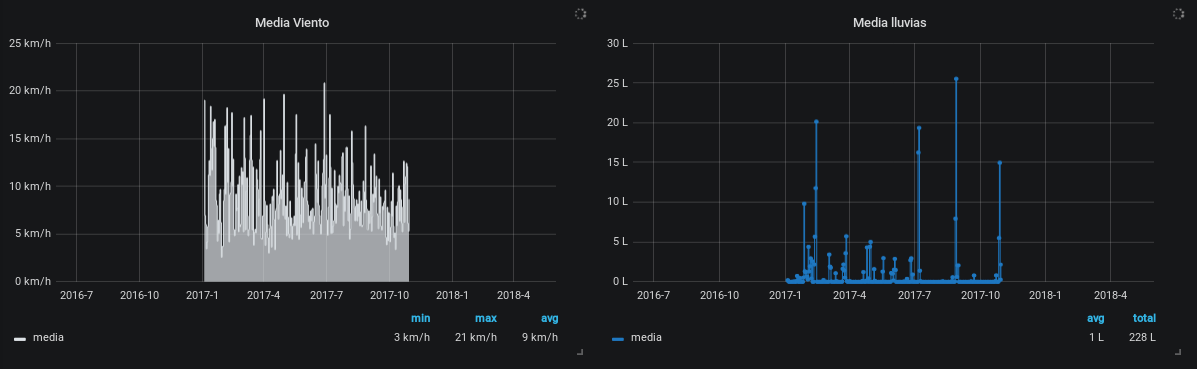 Media Viento
25 km/h
20 km/h
15 km/h
10 km/h
5 km/h
0 km/h
2016-7 2016-10 2017-1 2017-4 2017-7 2017-10 2018-1 2018-4
min max avg
media 3 km/h 21 km/h 9 km/h
Media lluvias
30 L
25 L
20 L
15 L
10 L
5 L
0 L
2016-7 2016-10 2017-1 2017-4 2017-7 2017-10 2018-1 2018-4
avg total
media 1 L 228 L